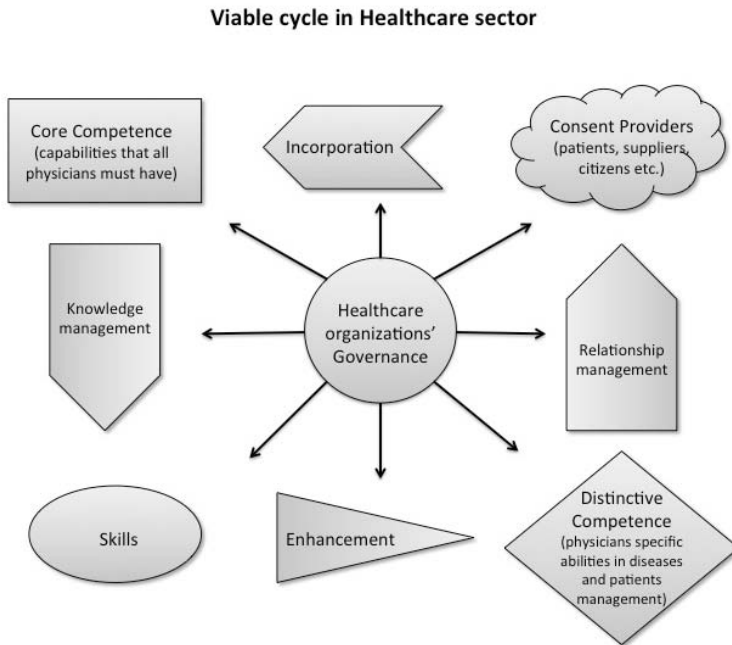 Viable cycle in Healthcare sector
Core Competence
(capabilities that all
physicians must have)
Incorporation
Consent Providers
(patients, suppliers,
citizens etc.)
Knowledge
management
Healthcare
organizations’
Governance
Relationship
management
Skills
Enhancement
Distinctive
Competence
(physicians specific
abilities in diseases
and patients
management)